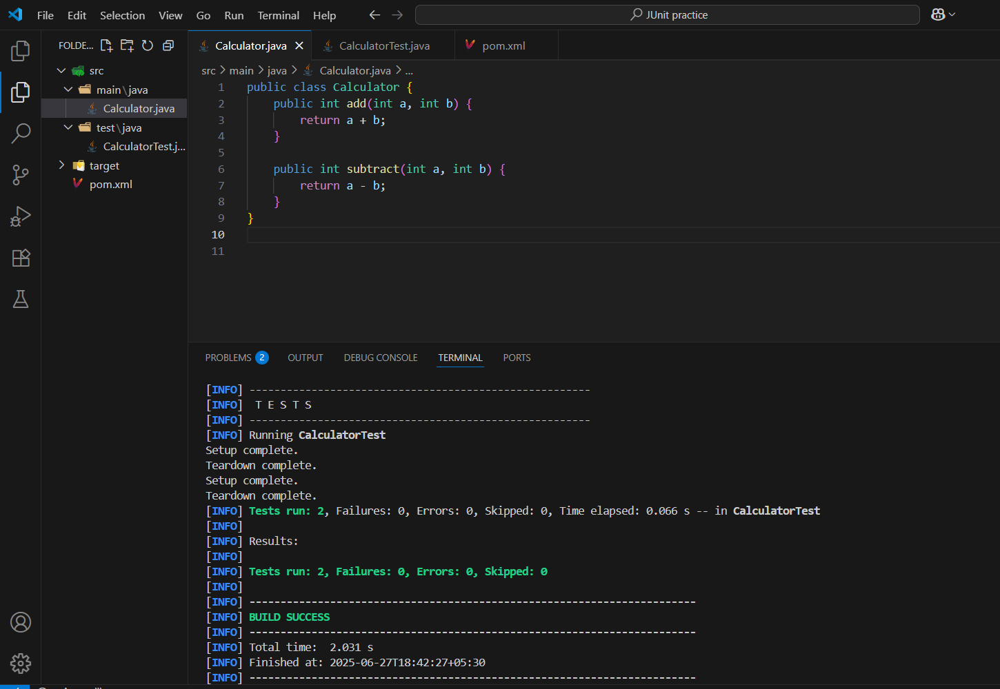 File Edit Selection View Go Run Terminal Help
JUnit practice
FOLDE...
src
main\java
Calculator.java
test\java
CalculatorTest.j...
target
pom.xml
Calculator.java
CalculatorTest.java
pom.xml
src > main > java > Calculator.java > ...
1 public class Calculator {
2 public int add(int a, int b) {
3 return a + b;
4 }
5
6 public int subtract(int a, int b) {
7 return a - b;
8 }
9 }
10
11
PROBLEMS 2 OUTPUT DEBUG CONSOLE TERMINAL PORTS
[INFO] -------------------------------------------------------
[INFO]  T E S T S
[INFO] -------------------------------------------------------
[INFO] Running CalculatorTest
Setup complete.
Teardown complete.
Setup complete.
Teardown complete.
[INFO] Tests run: 2, Failures: 0, Errors: 0, Skipped: 0, Time elapsed: 0.066 s -- in CalculatorTest
[INFO]
[INFO] Results:
[INFO]
[INFO] Tests run: 2, Failures: 0, Errors: 0, Skipped: 0
[INFO]
[INFO] ------------------------------------------------------------------------
[INFO] BUILD SUCCESS
[INFO] ------------------------------------------------------------------------
[INFO] Total time:  2.031 s
[INFO] Finished at: 2025-06-27T18:42:27+05:30
[INFO] ------------------------------------------------------------------------